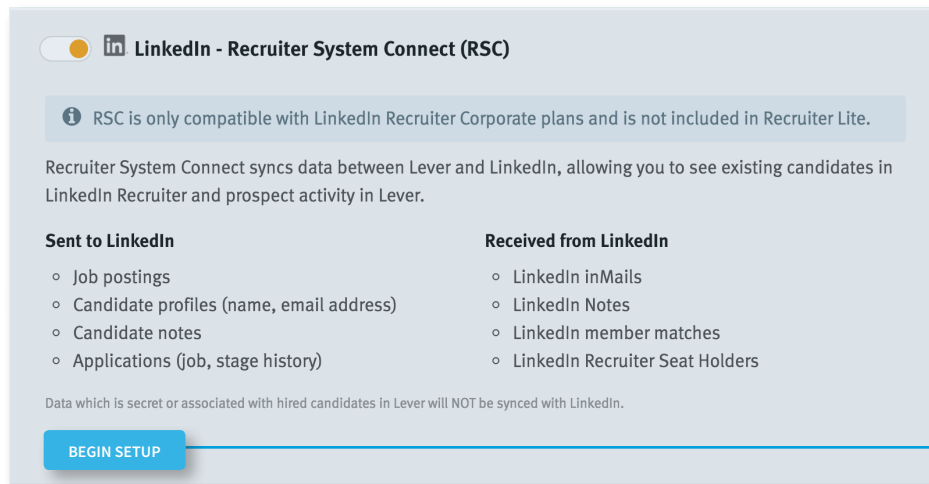 in LinkedIn - Recruiter System Connect (RSC)
i RSC is only compatible with LinkedIn Recruiter Corporate plans and is not included in Recruiter Lite.
Recruiter System Connect syncs data between Lever and LinkedIn, allowing you to see existing candidates in
LinkedIn Recruiter and prospect activity in Lever.
Sent to LinkedIn
Job postings
Candidate profiles (name, email address)
Candidate notes
Applications (job, stage history)
Received from LinkedIn
LinkedIn inMails
LinkedIn Notes
LinkedIn member matches
LinkedIn Recruiter Seat Holders
Data which is secret or associated with hired candidates in Lever will NOT be synced with LinkedIn.
BEGIN SETUP